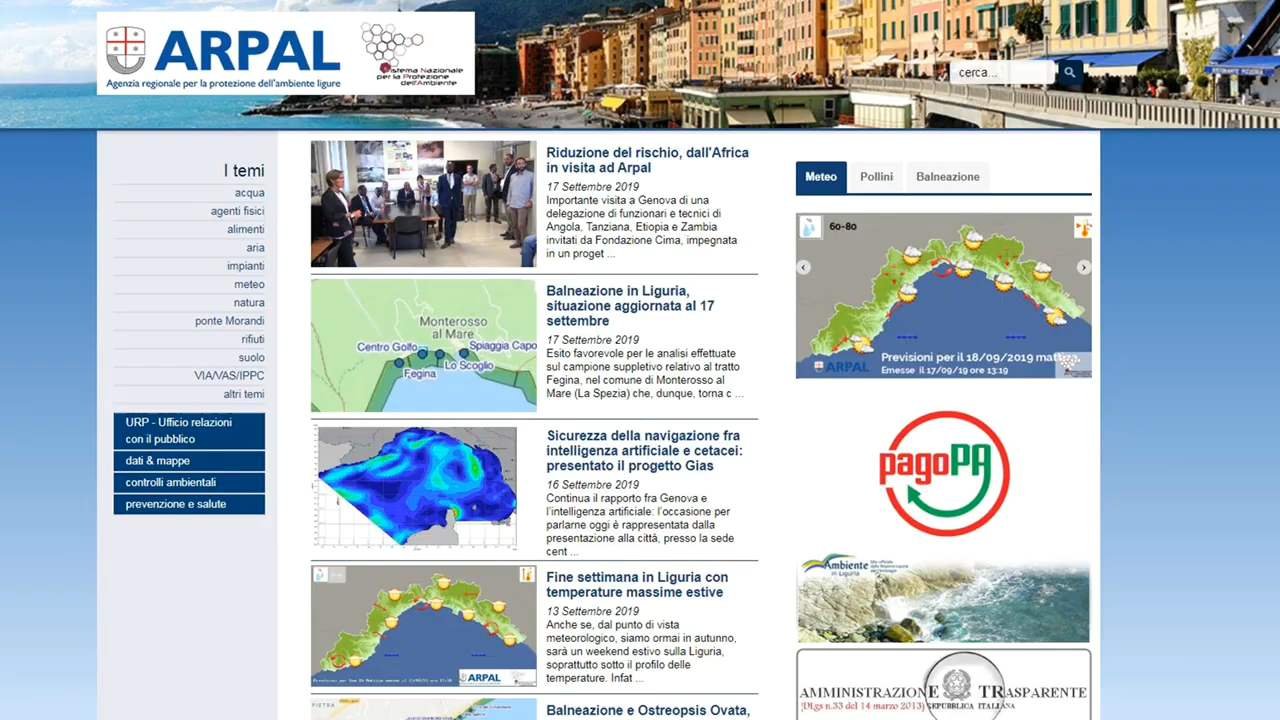 ARPAL
Agenzia regionale per la protezione dell'ambiente ligure
Sistema Nazionale
per la Protezione
dell'Ambiente
cerca...
I temi
acqua
agenti fisici
alimenti
aria
impianti
meteo
natura
ponte Morandi
rifiuti
suolo
VIA/VAS/IPPC
altri temi
URP - Ufficio relazioni
con il pubblico
dati & mappe
controlli ambientali
prevenzione e salute
Riduzione del rischio, dall'Africa
in visita ad Arpal
17 Settembre 2019
Importante visita a Genova di una
delegazione di funzionari e tecnici di
Angola, Tanziania, Etiopia e Zambia
invitati da Fondazione Cima, impegnata
in un proget ...
Monterosso
al Mare
Centro Golfo
Spiaggia Capo
Lo Scoglio
Fegina
Balneazione in Liguria,
situazione aggiornata al 17
settembre
17 Settembre 2019
Esito favorevole per le analisi effettuate
sul campione suppletivo relativo al tratto
Fegina, nel comune di Monterosso al
Mare (La Spezia) che, dunque, torna c ...
Sicurezza della navigazione fra
intelligenza artificiale e cetacei:
presentato il progetto Gias
16 Settembre 2019
Continua il rapporto fra Genova e
l'intelligenza artificiale: l'occasione per
parlarne oggi è rappresentata dalla
presentazione alla città, presso la sede
cent ...
ARPAL
Fine settimana in Liguria con
temperature massime estive
13 Settembre 2019
Anche se, dal punto di vista
meteorologico, siamo ormai in autunno,
sarà un weekend estivo sulla Liguria,
soprattutto sotto il profilo delle
temperature. Infat ...
Balneazione e Ostreopsis Ovata,
Meteo
Pollini
Balneazione
60-80
Previsioni per il 18/09/2019 mattina.
Emesse il 17/09/19 ore 13:19
ARPAL
pagoPA
Ambiente
in Liguria
AMMINISTRAZIONE TRASPARENTE
(Dlgs n.33 del 14 marzo 2013)
REPUBBLICA ITALIANA